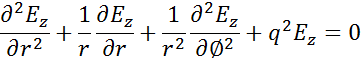 ∂²E_z/∂r² + 1/r ∂E_z/∂r + 1/r² ∂²E_z/∂∅² + q²E_z = 0